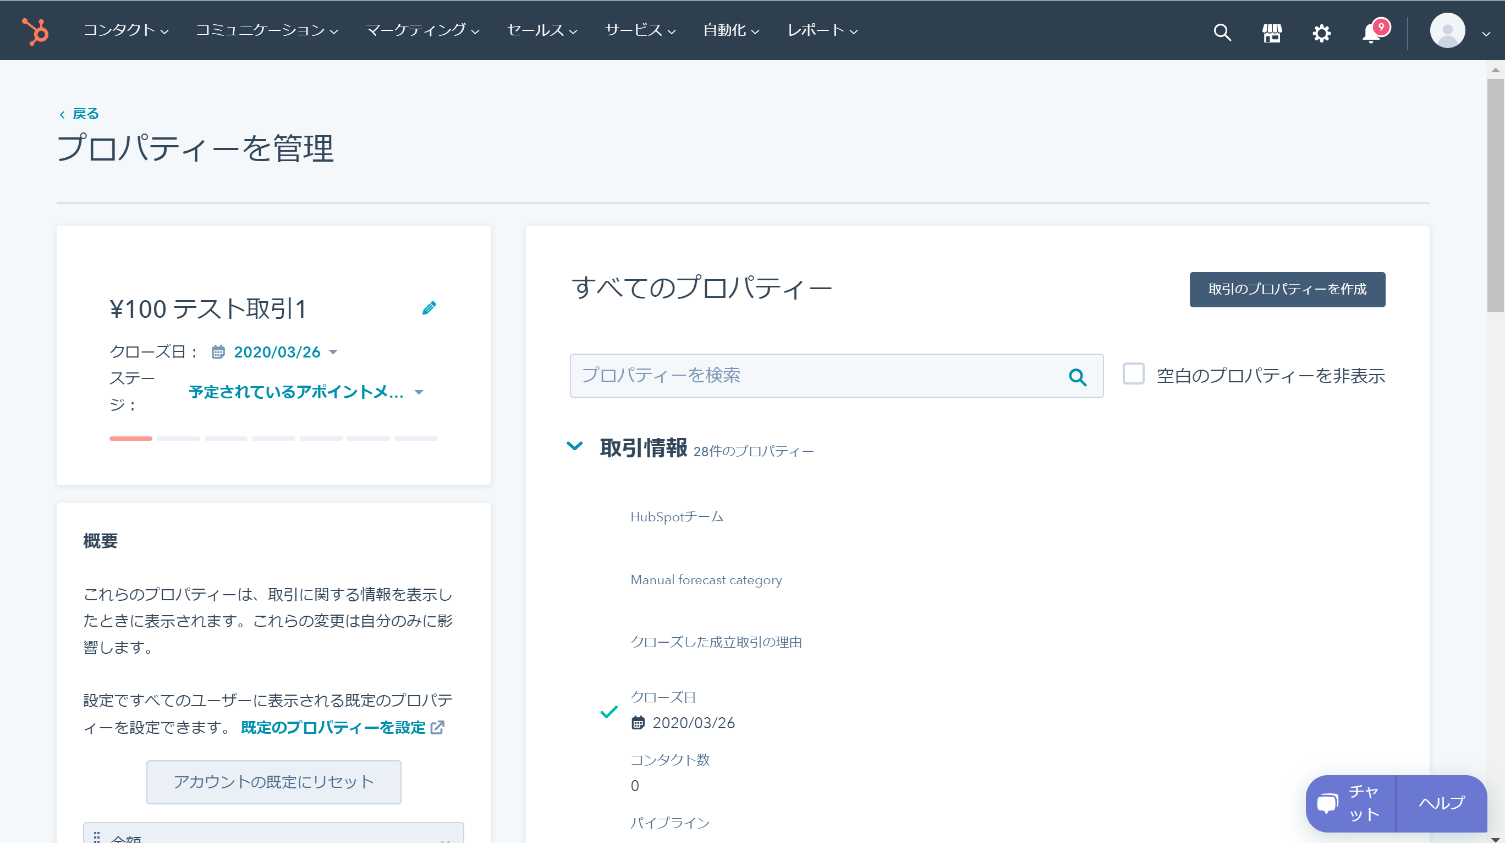 コンタクト
コミュニケーション
マーケティング
セールス
サービス
自動化
レポート
9
戻る
プロパティーを管理
¥100 テスト取引1
クローズ日：
2020/03/26
ステー
ジ：
予定されているアポイントメ...
概要
これらのプロパティーは、取引に関する情報を表示し
たときに表示されます。これらの変更は自分のみに影
響します。
設定ですべてのユーザーに表示される既定のプロパテ
ィーを設定できます。 既定のプロパティーを設定
アカウントの既定にリセット
金額
すべてのプロパティー
取引のプロパティーを作成
プロパティーを検索
空白のプロパティーを非表示
取引情報 28件のプロパティー
HubSpotチーム
Manual forecast category
クローズした成立取引の理由
クローズ日
2020/03/26
コンタクト数
0
パイプライン
チャ
ット
ヘルプ